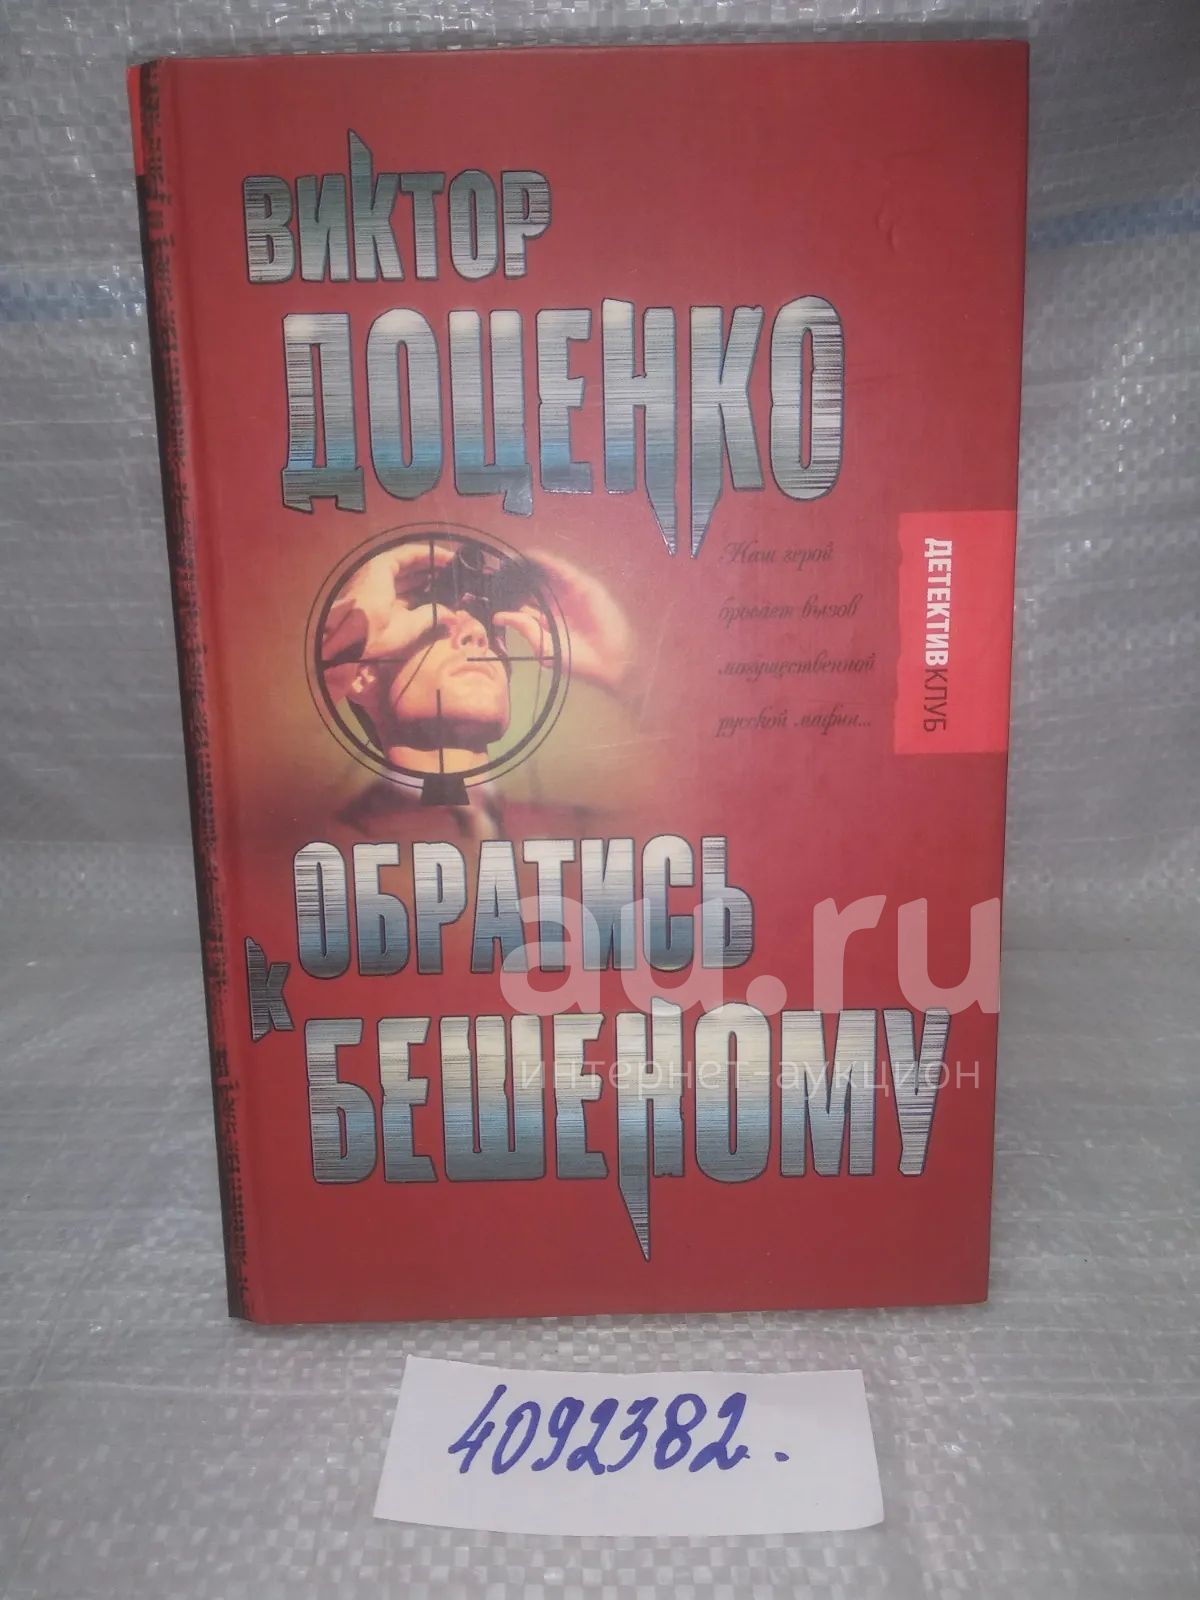 ВИКТОР
ДОЦЕНКО
Наш герой
бросает вызов
могущественной
русской мафии...
ДЕТЕКТИВКЛУБ
ОБРАТИСЬ
К
БЕШЕНОМУ
au.ru
интернет-аукцион
4092382.